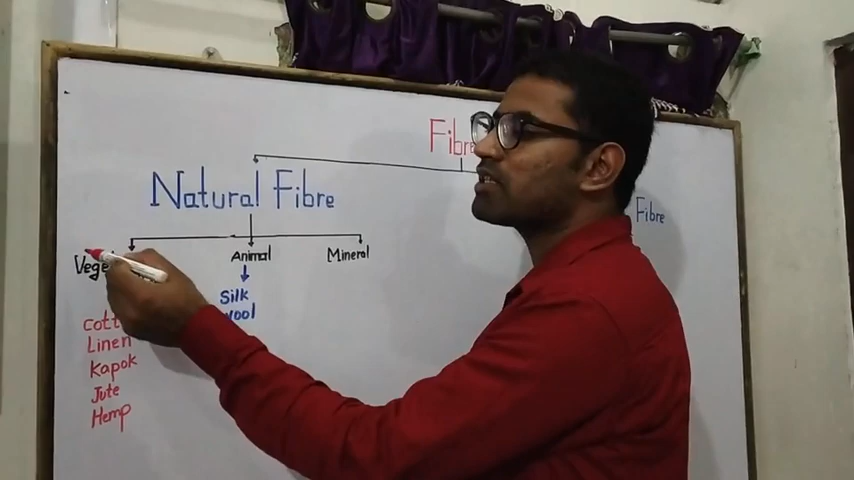 Fibre
Natural Fibre
Fibre
Animal
Mineral
Silk
Linen
Kapok
Jute
Hemp